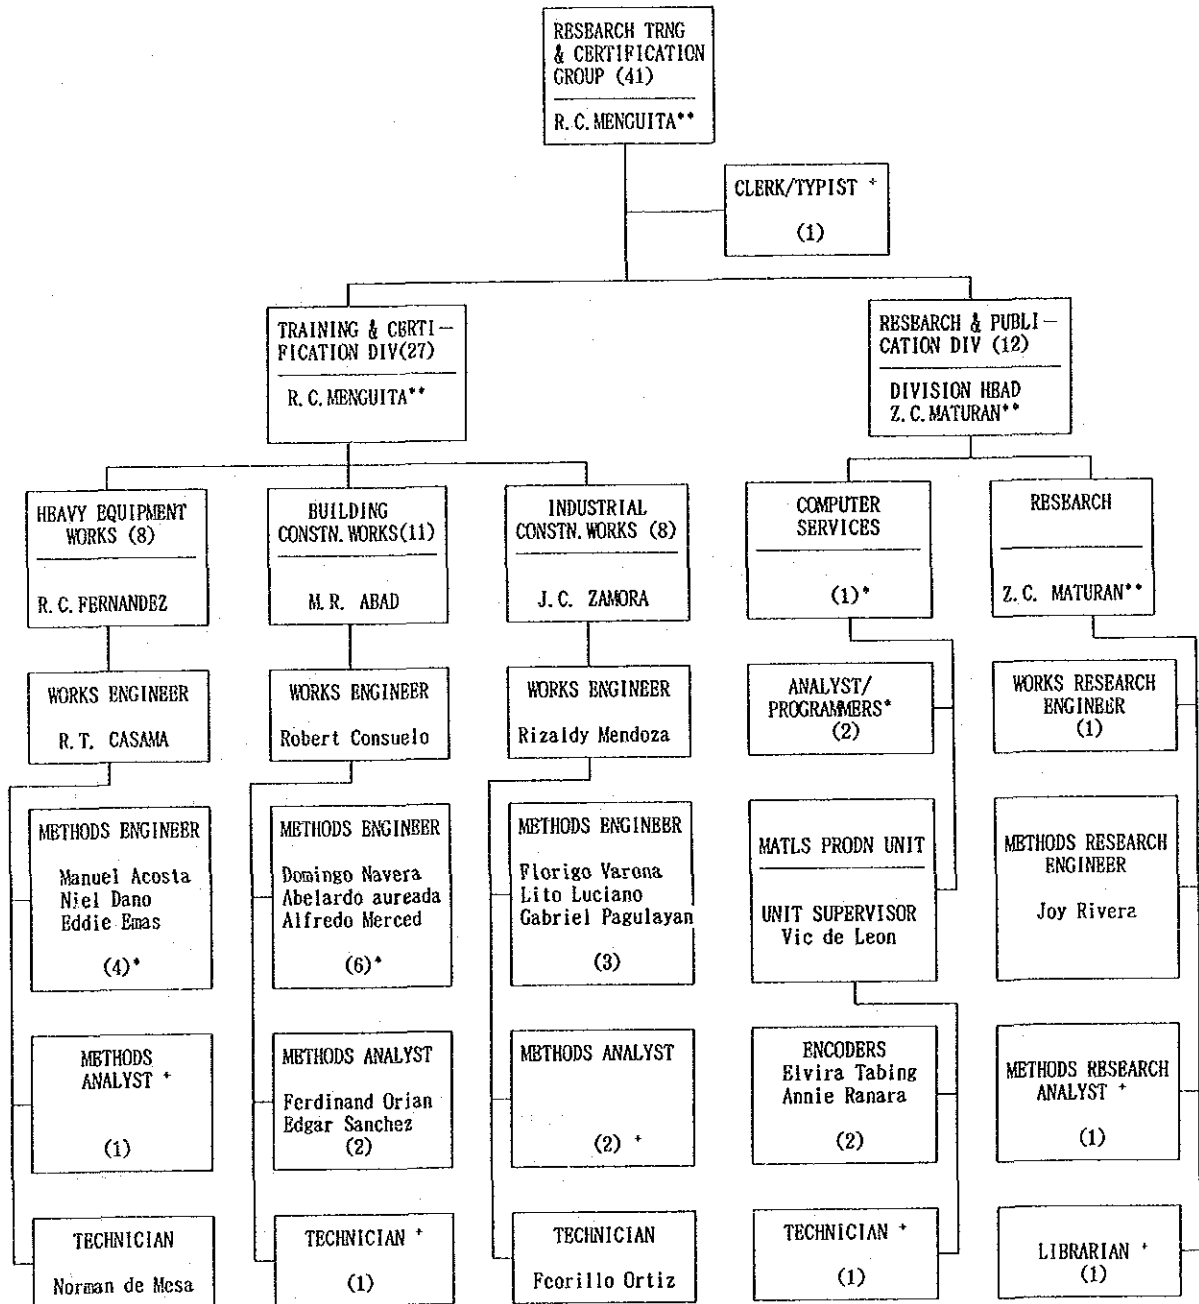 RESEARCH TRNG
& CERTIFICATION
GROUP (41)
R.C.MENGUITA**
CLERK/TYPIST +
(1)
TRAINING & CERTI-
FICATION DIV(27)
R.C.MENGUITA**
RESEARCH & PUBLI-
CATION DIV (12)
DIVISION HEAD
Z.C.MATURAN**
HEAVY EQUIPMENT
WORKS (8)
R.C.FERNANDEZ
BUILDING
CONSTN.WORKS(11)
M.R. ABAD
INDUSTRIAL
CONSTN.WORKS (8)
J.C. ZAMORA
COMPUTER
SERVICES
(1)*
RESEARCH
Z.C. MATURAN**
WORKS ENGINEER
R.T. CASAMA
WORKS ENGINEER
Robert Consuelo
WORKS ENGINEER
Rizaldy Mendoza
ANALYST/
PROGRAMMERS*
(2)
WORKS RESEARCH
ENGINEER
(1)
METHODS ENGINEER
Manuel Acosta
Niel Dano
Eddie Emas
(4)*
METHODS ENGINEER
Domingo Navera
Abelardo aureada
Alfredo Merced
(6)*
METHODS ENGINEER
Florigo Varona
Lito Luciano
Gabriel Pagulayan
(3)
MATLS PRODN UNIT
UNIT SUPERVISOR
Vic de Leon
METHODS RESEARCH
ENGINEER
Joy Rivera
METHODS
ANALYST +
(1)
METHODS ANALYST
Ferdinand Orjan
Edgar Sanchez
(2)
METHODS ANALYST
(2) +
ENCODERS
Elvira Tabing
Annie Ranara
(2)
METHODS RESEARCH
ANALYST +
(1)
TECHNICIAN
Norman de Mesa
TECHNICIAN +
(1)
TECHNICIAN
Feorillo Ortiz
TECHNICIAN +
(1)
LIBRARIAN +
(1)